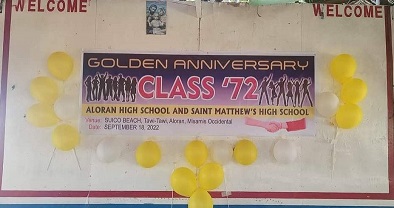 WELCOME
WELCOME
GOLDEN ANNIVERSARY
CLASS '72
ALORAN HIGH SCHOOL AND SAINT MATTHEW'S HIGH SCHOOL
Venue: SUICO BEACH, Tawi-Tawi, Aloran, Misamis Occidental
Date: SEPTEMBER 18, 2022